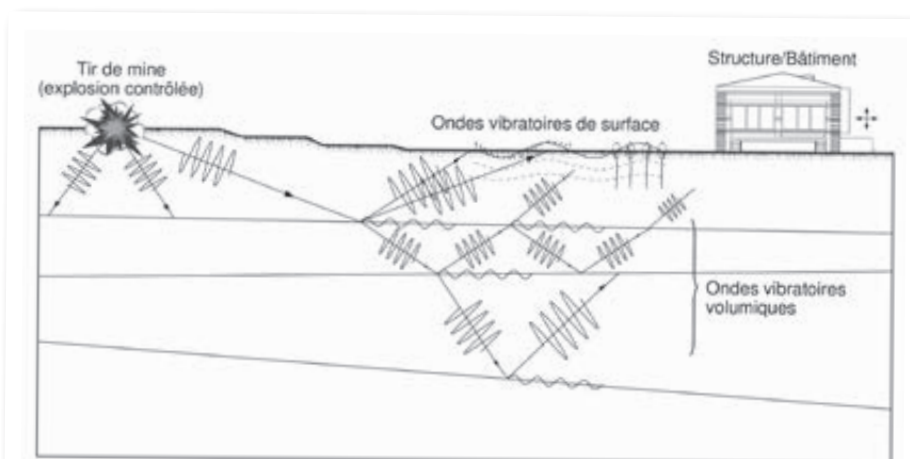 Tir de mine
(explosion contrôlée)
Structure/Bâtiment
Ondes vibratoires de surface
Ondes vibratoires
volumiques